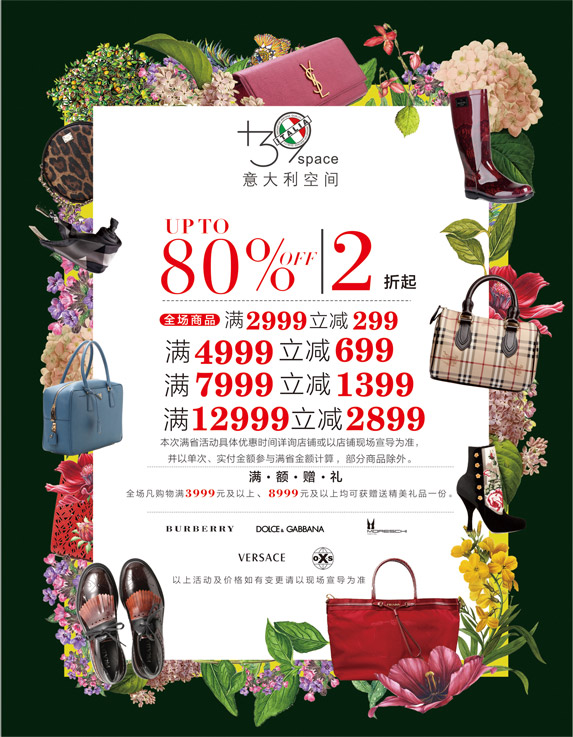 YSL
+39 ITALIA
space
意大利空间
UP TO
80% OFF 2 折起
全场商品 满2999立减299
满4999立减699
满7999立减1399
满12999立减2899
本次满省活动具体优惠时间详询店铺或以店铺现场宣导为准，
并以单次、实付金额参与满省金额计算，部分商品除外。
满·额·赠·礼
全场凡购物满3999元及以上、8999元及以上均可获赠送精美礼品一份。
BURBERRY DOLCE&GABBANA MORESCHI
VERSACE OXS
以上活动及价格如有变更请以现场宣导为准
PRADA